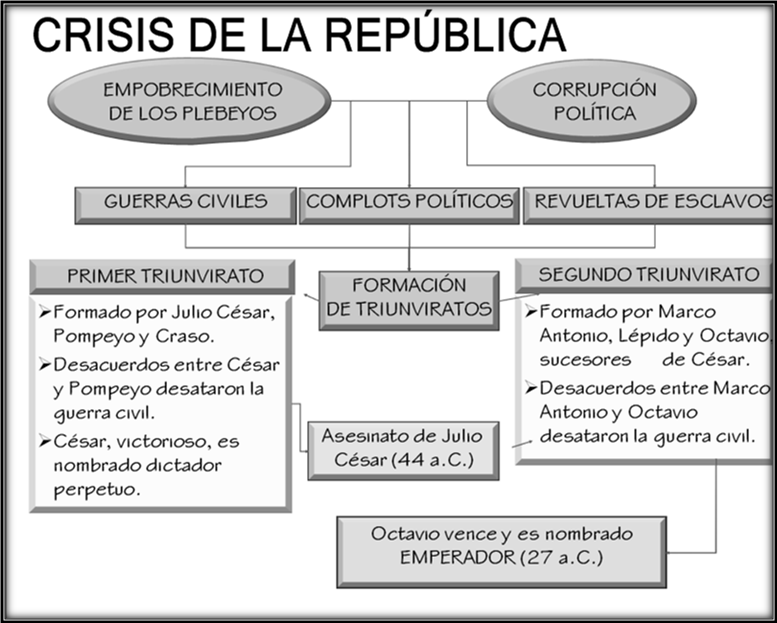 CRISIS DE LA REPÚBLICA
EMPOBRECIMIENTO
DE LOS PLEBEYOS
CORRUPCIÓN
POLÍTICA
GUERRAS CIVILES
COMPLOTS POLÍTICOS
REVUELTAS DE ESCLAVOS
FORMACIÓN
DE TRIUNVIRATOS
PRIMER TRIUNVIRATO
Formado por Julio César,
Pompeyo y Craso.
Desacuerdos entre César
y Pompeyo desataron la
guerra civil.
César, victorioso, es
nombrado dictador
perpetuo.
Asesinato de Julio
César (44 a.C.)
SEGUNDO TRIUNVIRATO
Formado por Marco
Antonio, Lépido y Octavio,
sucesores de César.
Desacuerdos entre Marco
Antonio y Octavio
desataron la guerra civil.
Octavio vence y es nombrado
EMPERADOR (27 a.C.)